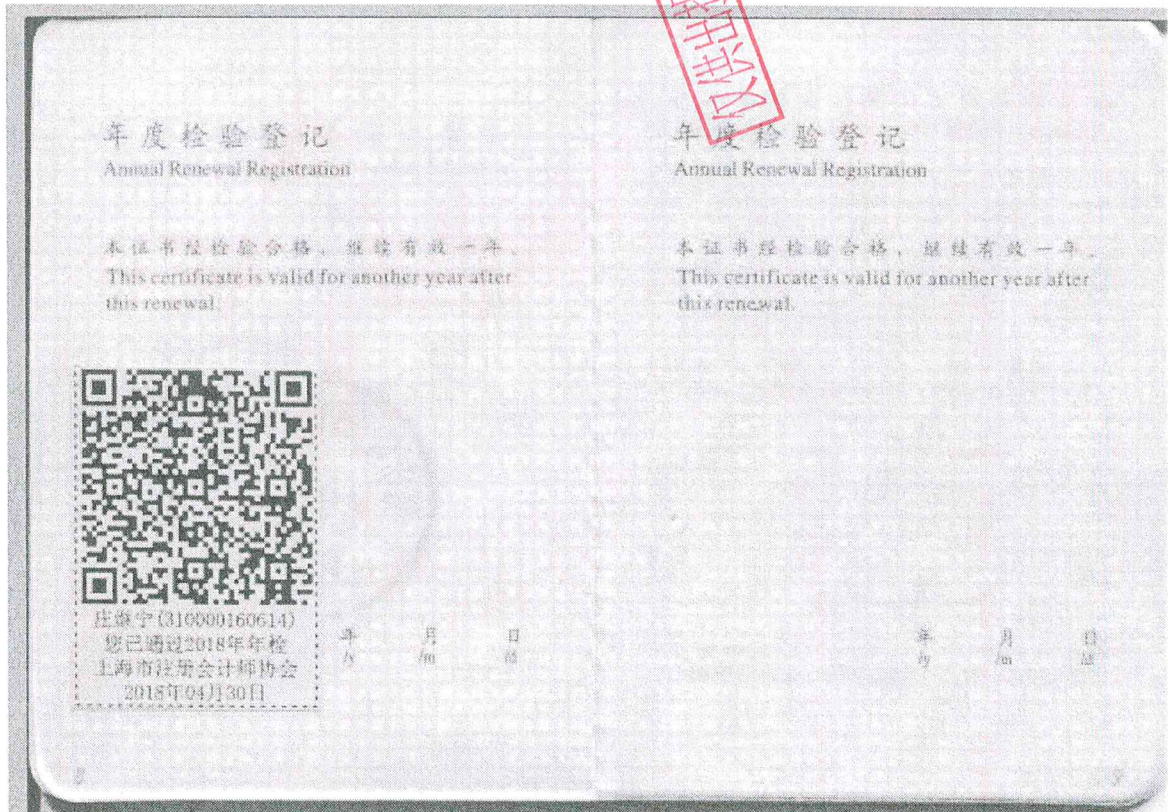 仅供出
年度检验登记
Annual Renewal Registration
本证书经检验合格，继续有效一年。
This certificate is valid for another year after
this renewal.
庄继宁(310000160614)
您已通过2018年年检
上海市注册会计师协会
2018年04月30日
年 月 日
/y /m /d
年度检验登记
Annual Renewal Registration
本证书经检验合格，继续有效一年。
This certificate is valid for another year after
this renewal.
年 月 日
/y /m /d